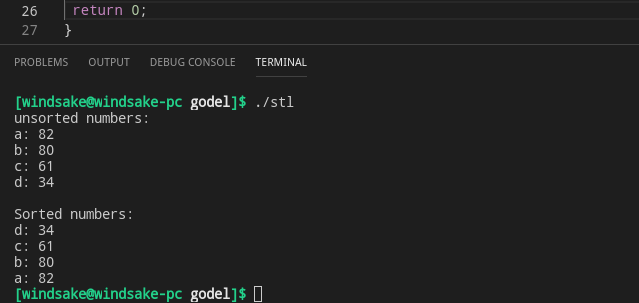 26 return 0;
27 }
PROBLEMS OUTPUT DEBUG CONSOLE TERMINAL
[windsake@windsake-pc godel]$ ./stl
unsorted numbers:
a: 82
b: 80
c: 61
d: 34
Sorted numbers:
d: 34
c: 61
b: 80
a: 82
[windsake@windsake-pc godel]$